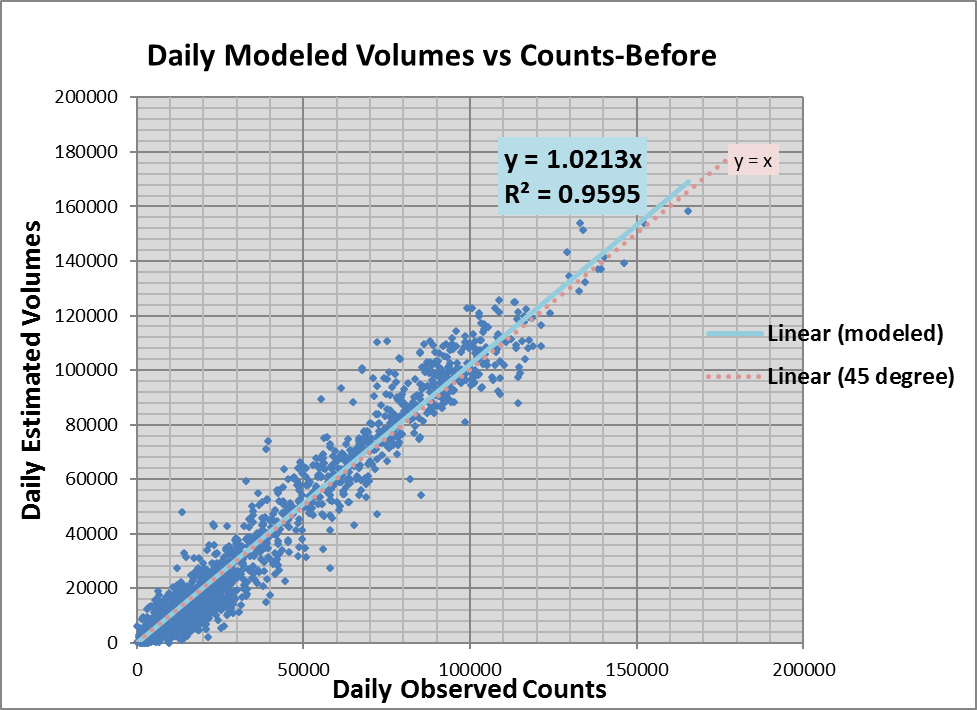 Daily Modeled Volumes vs Counts-Before
200000
180000
160000
140000
120000
100000
80000
60000
40000
20000
0
Daily Estimated Volumes
y = 1.0213x
R² = 0.9595
y = x
Linear (modeled)
Linear (45 degree)
0
50000
100000
150000
200000
Daily Observed Counts